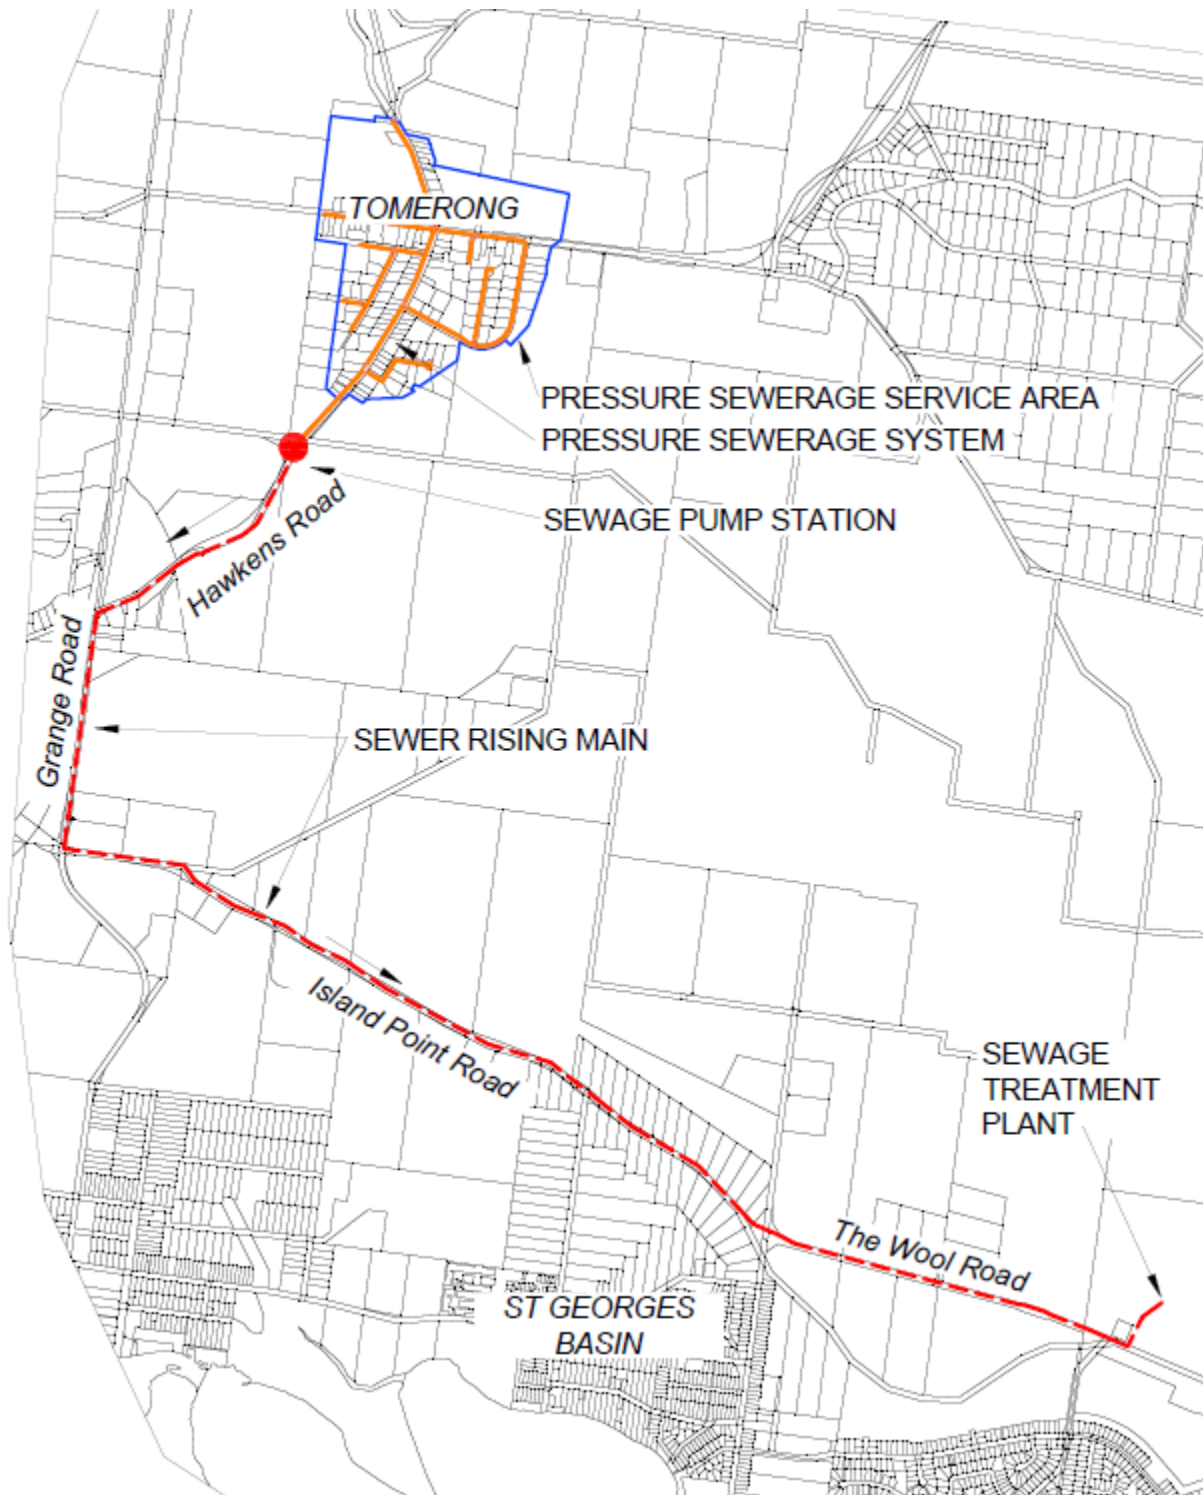 TOMERONG
PRESSURE SEWERAGE SERVICE AREA
PRESSURE SEWERAGE SYSTEM
SEWAGE PUMP STATION
Hawkens Road
Grange Road
SEWER RISING MAIN
Island Point Road
SEWAGE
TREATMENT
PLANT
The Wool Road
ST GEORGES
BASIN